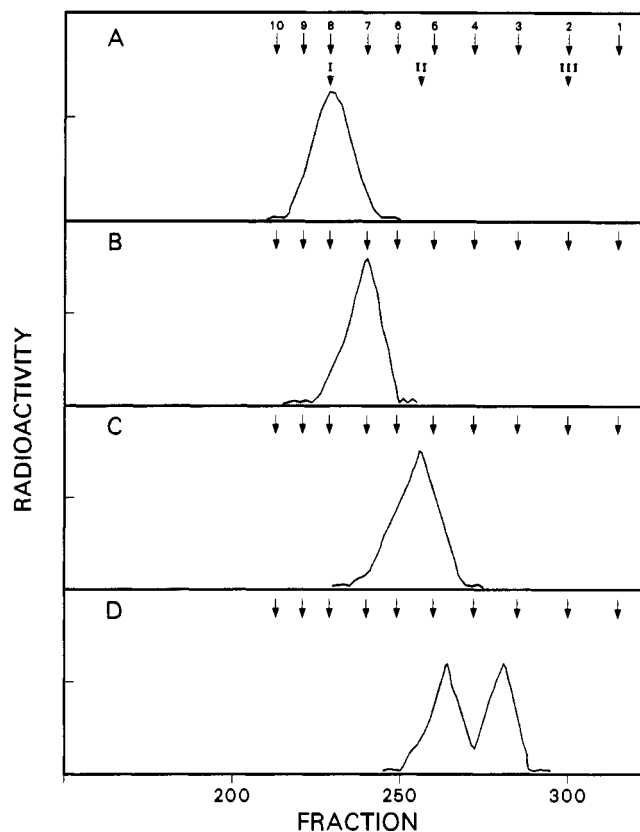 A
10 9 8 7 6 5 4 3 2 1
I II III
B
C
D
RADIOACTIVITY
200 250 300
FRACTION